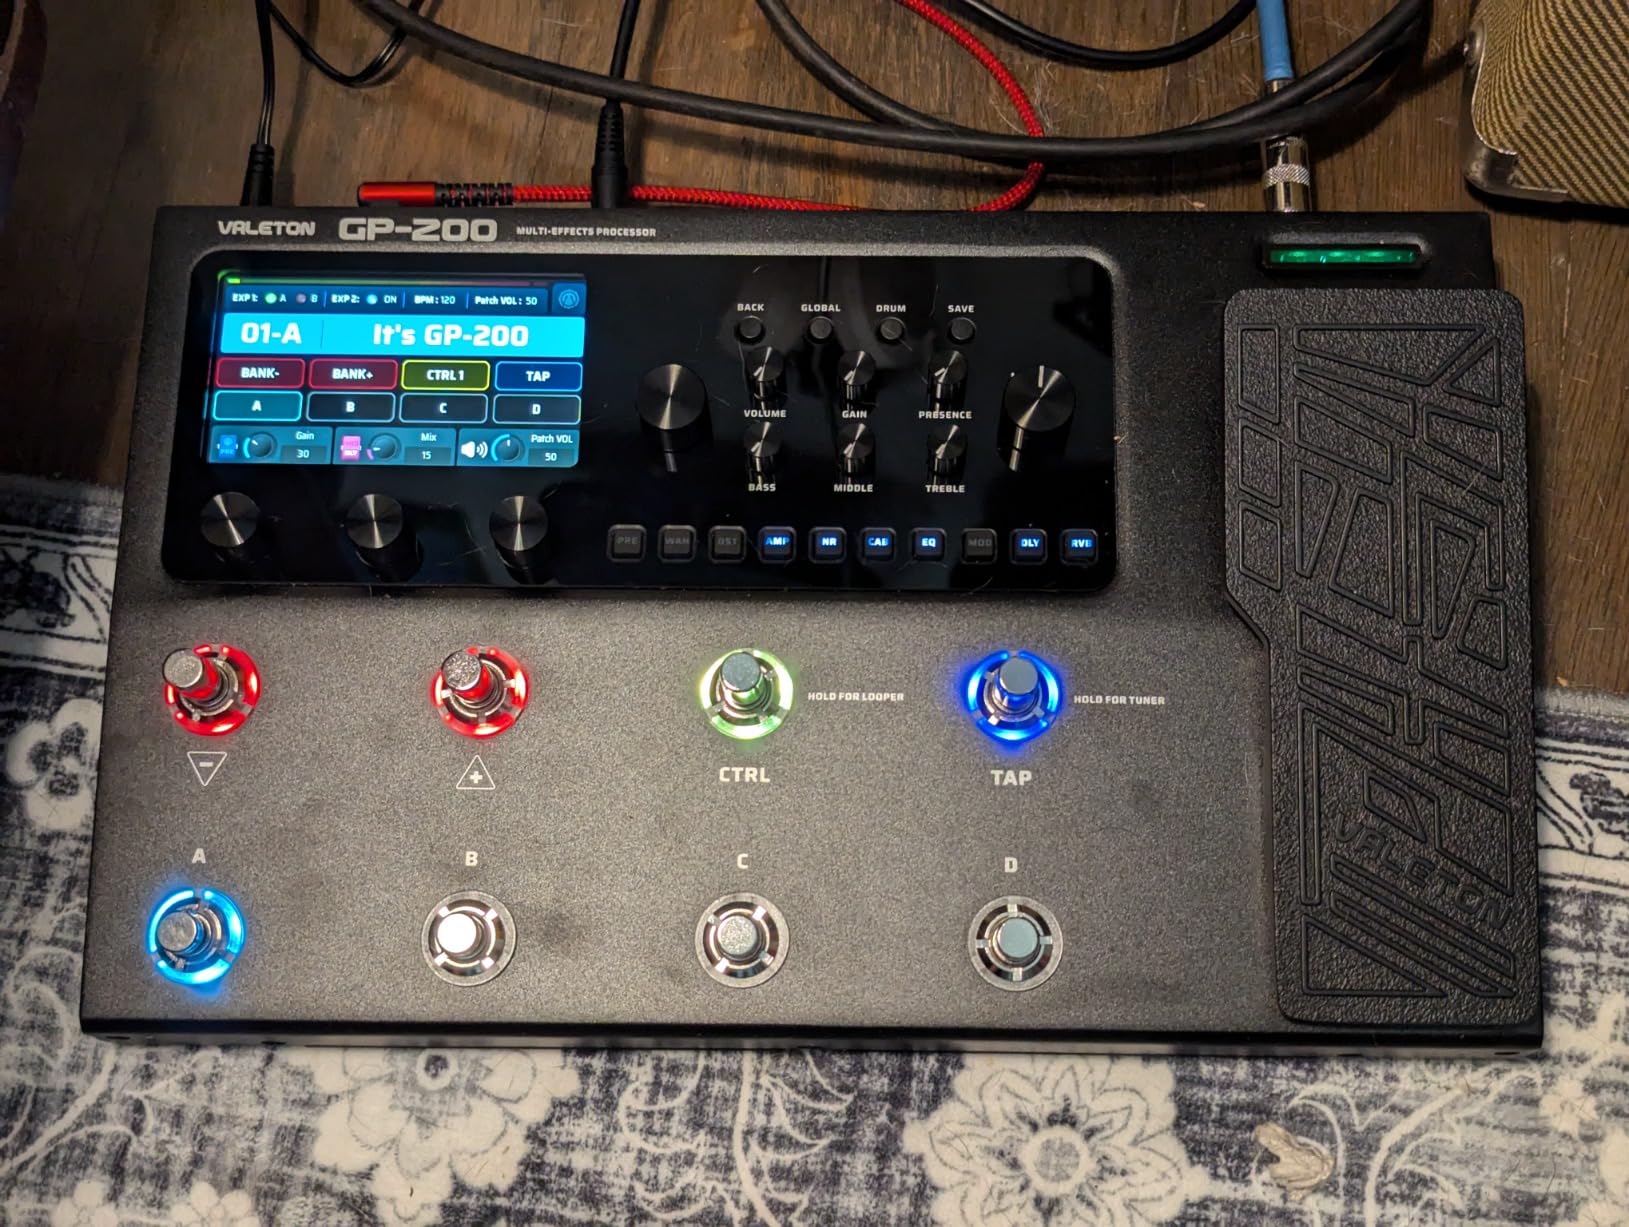 VALETON GP-200 MULTI-EFFECTS PROCESSOR
EXP 1: A B EXP 2: ON BPM : 120 Patch VOL : 50
01-A It's GP-200
BANK- BANK+ CTRL 1 TAP
A B C D
Gain Mix Patch VOL
30 15 50
BACK GLOBAL DRUM SAVE
VOLUME GAIN PRESENCE
BASS MIDDLE TREBLE
PRE WAH DST AMP NR CAB EQ MOD DLY RVB
HOLD FOR LOOPER
HOLD FOR TUNER
- + CTRL TAP
A B C D
VALETON